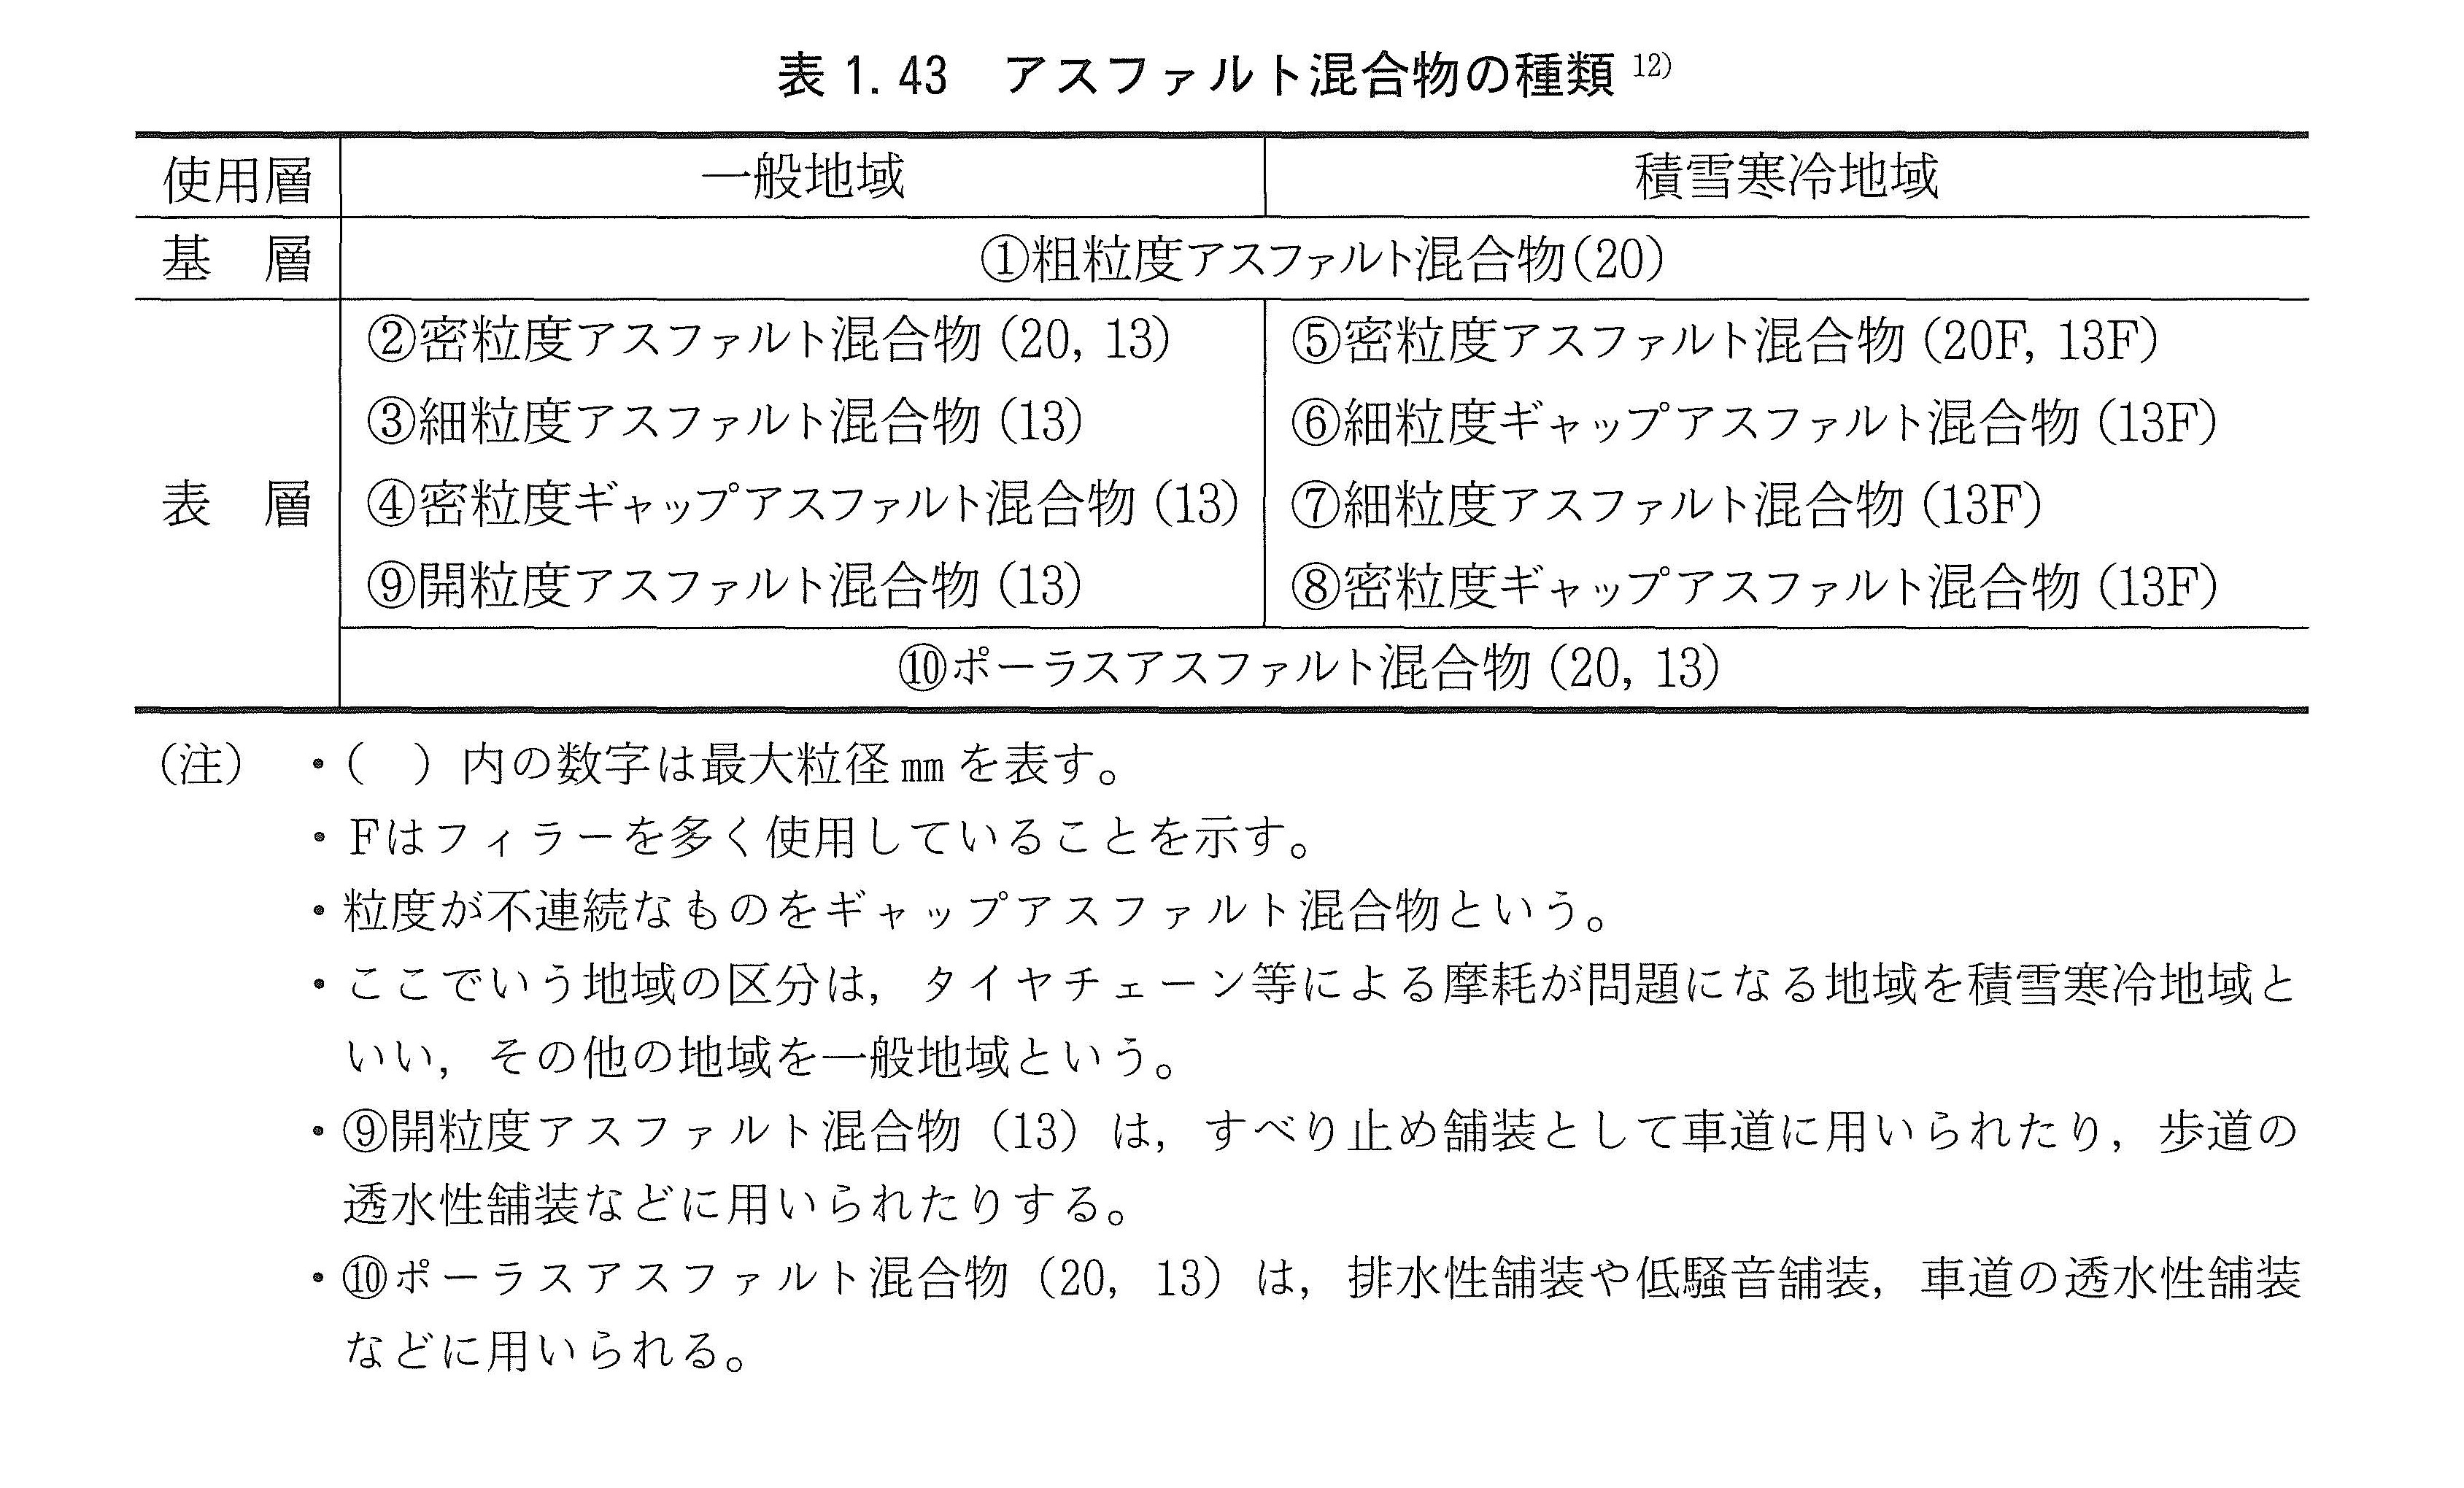 表 1. 43　アスファルト混合物の種類 12)
使用層　一般地域　積雪寒冷地域
基　層　①粗粒度アスファルト混合物(20)
②密粒度アスファルト混合物 (20, 13)　⑤密粒度アスファルト混合物 (20F, 13F)
③細粒度アスファルト混合物 (13)　⑥細粒度ギャップアスファルト混合物 (13F)
表　層　④密粒度ギャップアスファルト混合物 (13)　⑦細粒度アスファルト混合物 (13F)
⑨開粒度アスファルト混合物 (13)　⑧密粒度ギャップアスファルト混合物 (13F)
⑩ポーラスアスファルト混合物 (20, 13)
(注)　・(　) 内の数字は最大粒径㎜を表す。
・Fはフィラーを多く使用していることを示す。
・粒度が不連続なものをギャップアスファルト混合物という。
・ここでいう地域の区分は，タイヤチェーン等による摩耗が問題になる地域を積雪寒冷地域と
いい，その他の地域を一般地域という。
・⑨開粒度アスファルト混合物（13）は，すべり止め舗装として車道に用いられたり，歩道の
透水性舗装などに用いられたりする。
・⑩ポーラスアスファルト混合物（20，13）は，排水性舗装や低騒音舗装，車道の透水性舗装
などに用いられる。